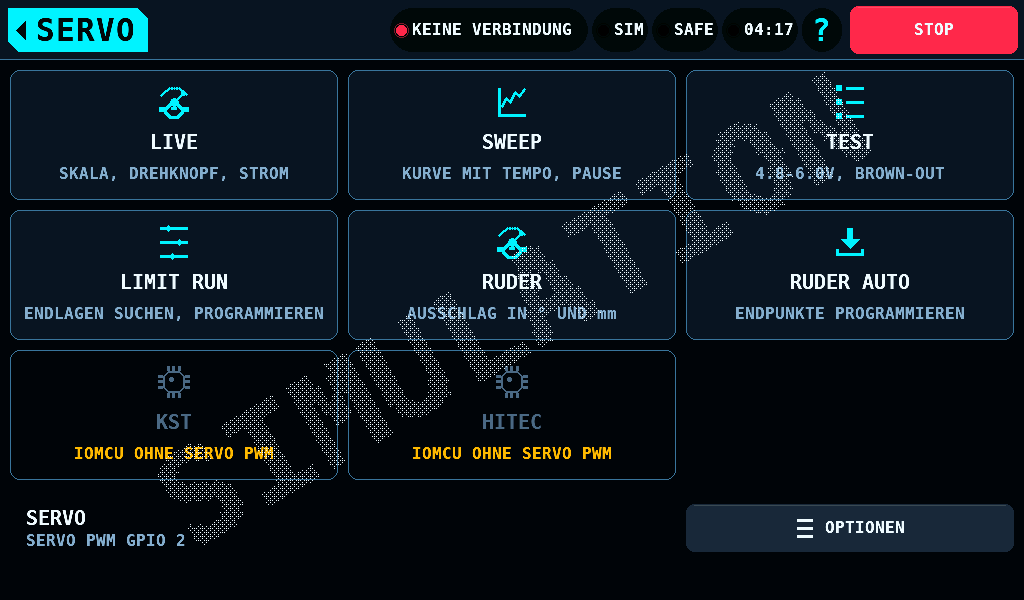 SERVO
KEINE VERBINDUNG
SIM
SAFE
04:17
?
STOP
LIVE
SKALA, DREHKNOPF, STROM
SWEEP
KURVE MIT TEMPO, PAUSE
TEST
4.8-6.0V, BROWN-OUT
LIMIT RUN
ENDLAGEN SUCHEN, PROGRAMMIEREN
RUDER
AUSSCHLAG IN ° UND mm
RUDER AUTO
ENDPUNKTE PROGRAMMIEREN
KST
IOMCU OHNE SERVO PWM
HITEC
IOMCU OHNE SERVO PWM
SIMULATION
SERVO
SERVO PWM GPIO 2
OPTIONEN